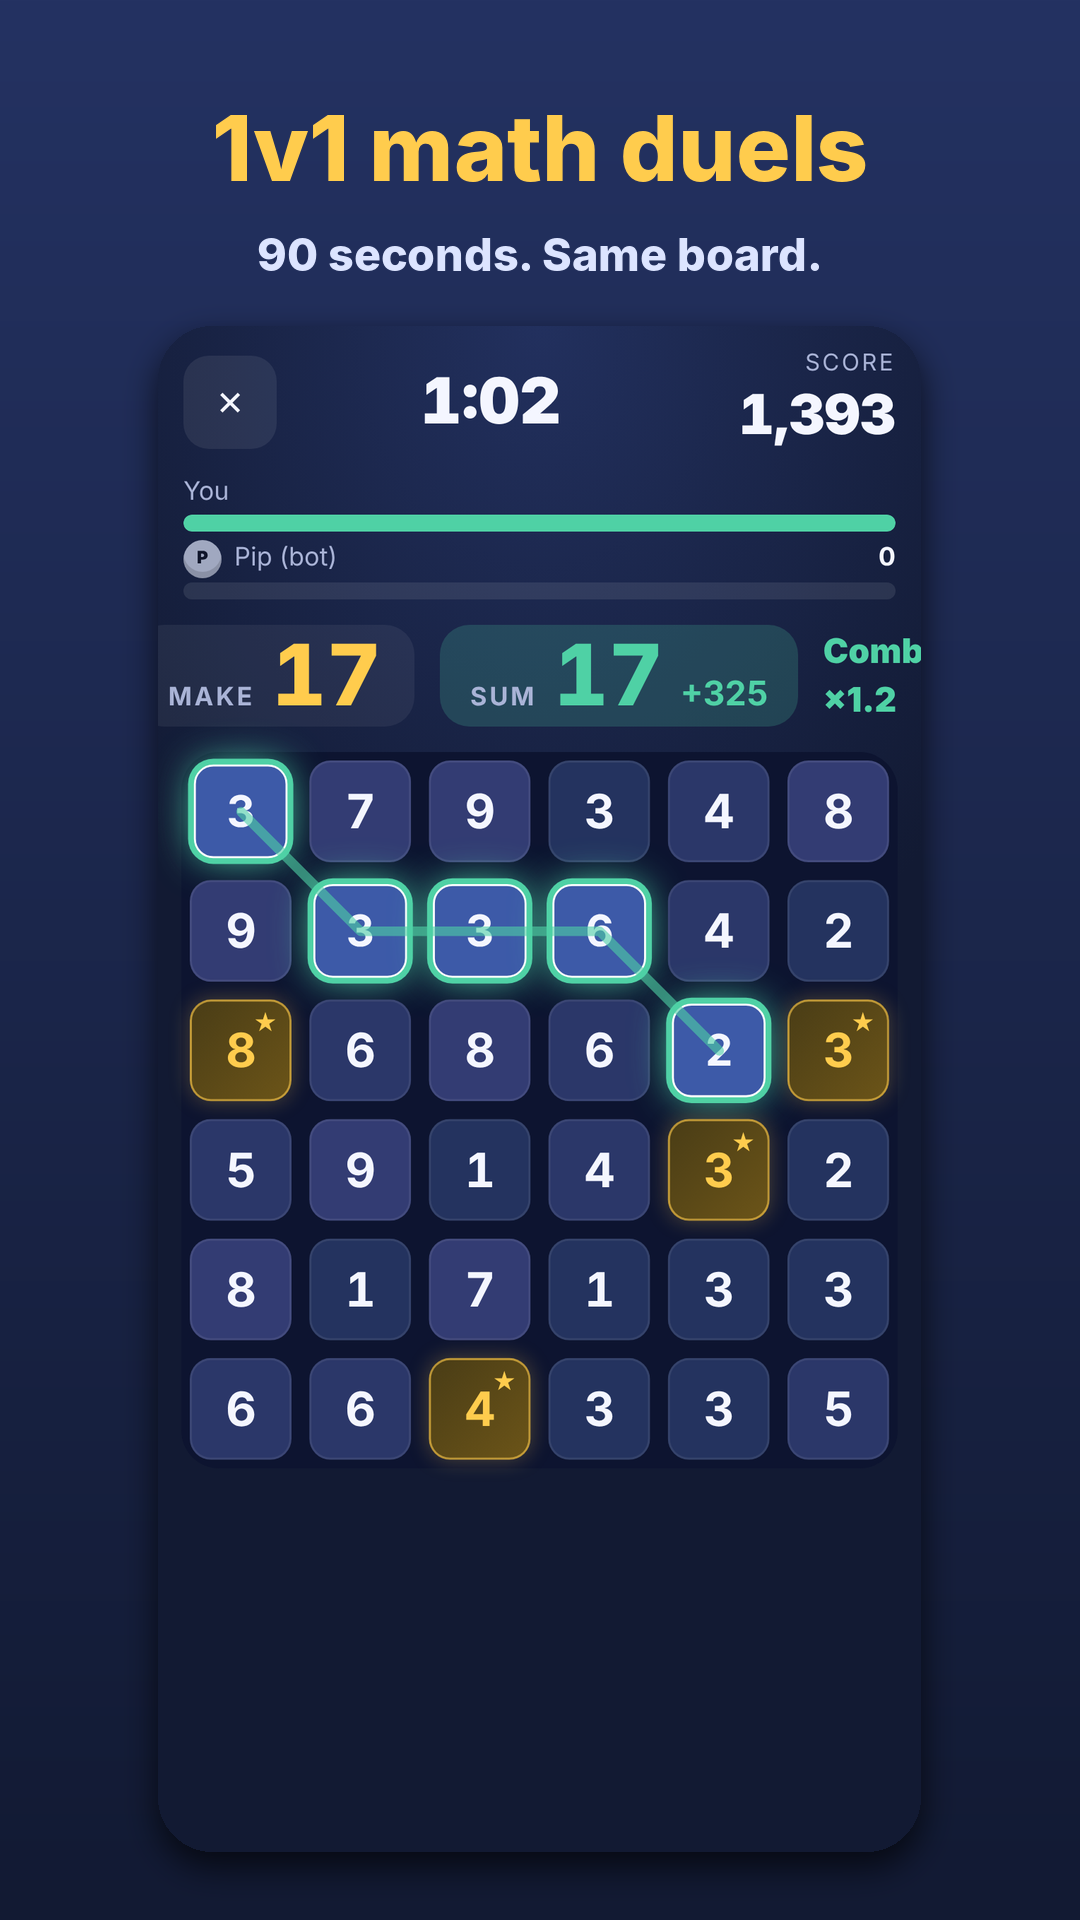 1v1 math duels
90 seconds. Same board.
×
1:02
SCORE
1,393
You
P Pip (bot) 0
MAKE 17 SUM 17 +325
Comb
×1.2
3 7 9 3 4 8
9 3 3 6 4 2
8★ 6 8 6 2 3★
5 9 1 4 3★ 2
8 1 7 1 3 3
6 6 4★ 3 3 5